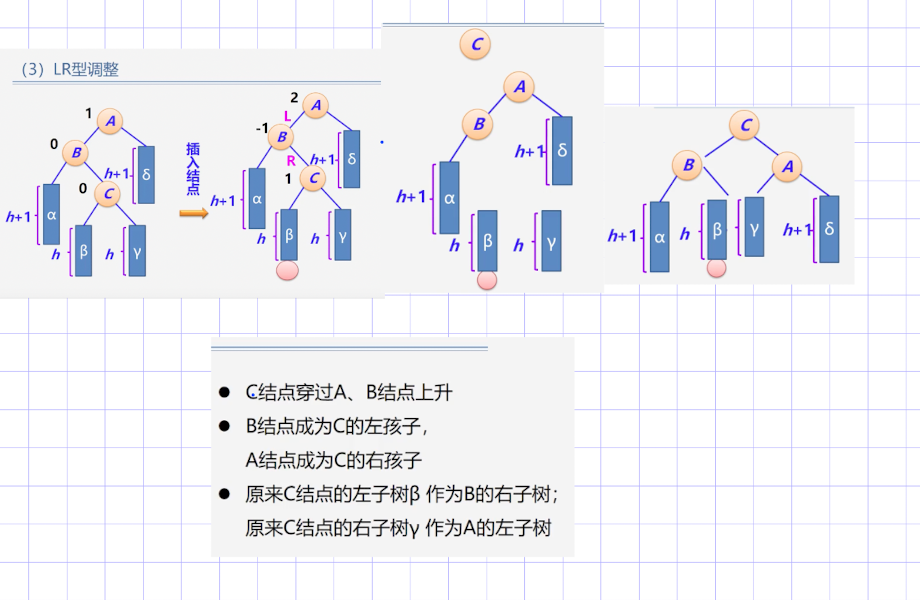 （3）LR型调整
1
A
0
B
h+1
δ
0
C
h+1
α
h
β
h
γ
插入结点
2
A
L
-1
B
R
h+1
δ
1
C
h+1
α
h
β
h
γ
C
A
B
h+1
δ
h+1
α
h
β
h
γ
C
B
A
h+1
α
h
β
γ
h+1
δ
C结点穿过A、B结点上升
B结点成为C的左孩子，
A结点成为C的右孩子
原来C结点的左子树β 作为B的右子树；
原来C结点的右子树γ 作为A的左子树